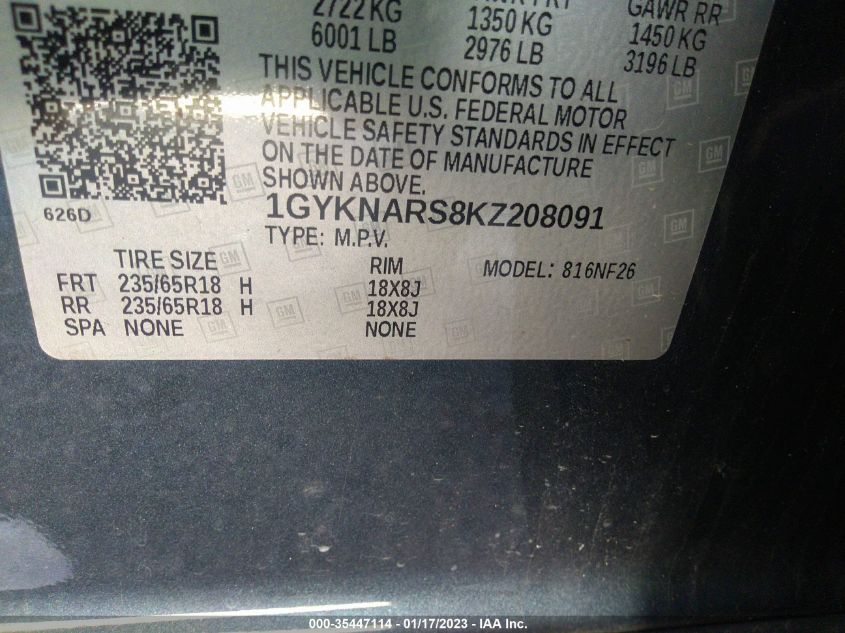 2722 KG
6001 LB
1350 KG
2976 LB
GAWR RR
1450 KG
3196 LB
THIS VEHICLE CONFORMS TO ALL
APPLICABLE U.S. FEDERAL MOTOR
VEHICLE SAFETY STANDARDS IN EFFECT
ON THE DATE OF MANUFACTURE
SHOWN ABOVE.
626D
1GYKNARS8KZ208091
TYPE: M.P.V.
TIRE SIZE RIM MODEL: 816NF26
FRT 235/65R18 H 18X8J
RR 235/65R18 H 18X8J
SPA NONE NONE
GM
000-35447114 - 01/17/2023 - IAA Inc.